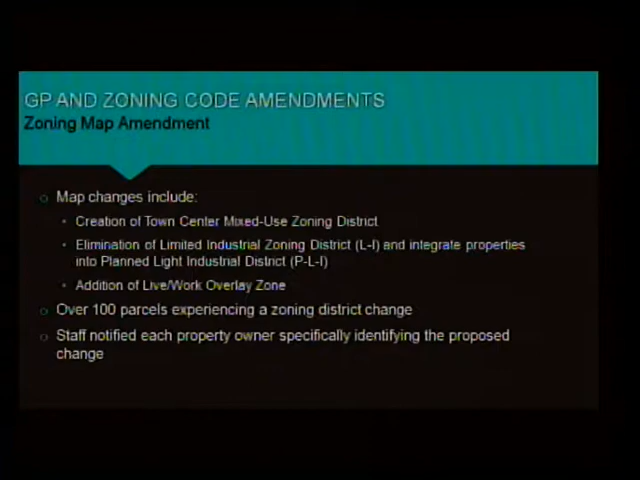 GP AND ZONING CODE AMENDMENTS
Zoning Map Amendment
Map changes include:
Creation of Town Center Mixed-Use Zoning District
Elimination of Limited Industrial Zoning District (L-I) and integrate properties
into Planned Light Industrial District (P-L-I)
Addition of Live/Work Overlay Zone
Over 100 parcels experiencing a zoning district change
Staff notified each property owner specifically identifying the proposed
change